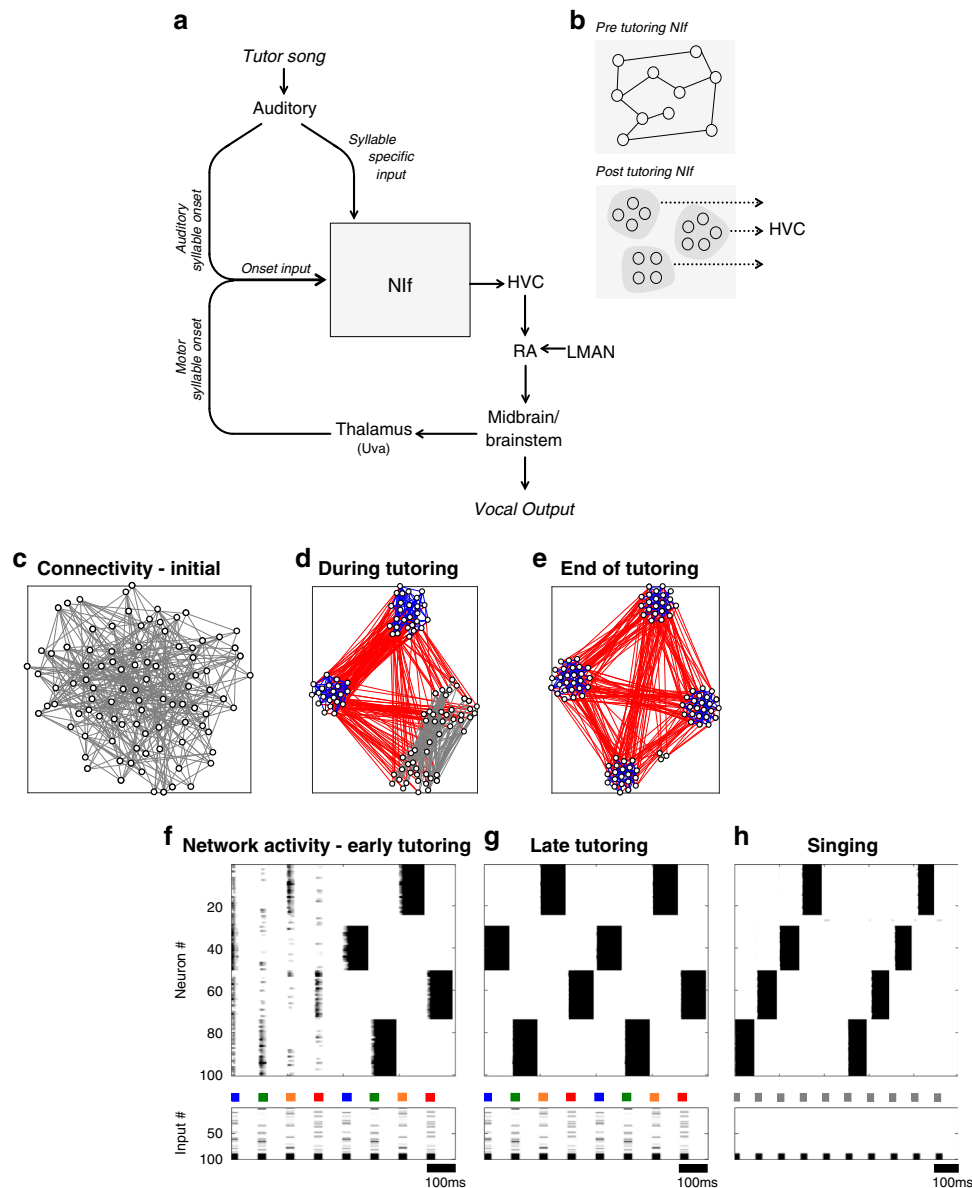 a
Tutor song
Auditory
Syllable
specific
input
Auditory
syllable onset
Onset input
NIf
HVC
RA
LMAN
Motor
syllable onset
Thalamus
(Uva)
Midbrain/
brainstem
Vocal Output
b
Pre tutoring NIf
Post tutoring NIf
HVC
c
Connectivity - initial
d
During tutoring
e
End of tutoring
f
Network activity - early tutoring
g
Late tutoring
h
Singing
Neuron #
20
40
60
80
100
Input #
50
100
100ms
100ms
100ms